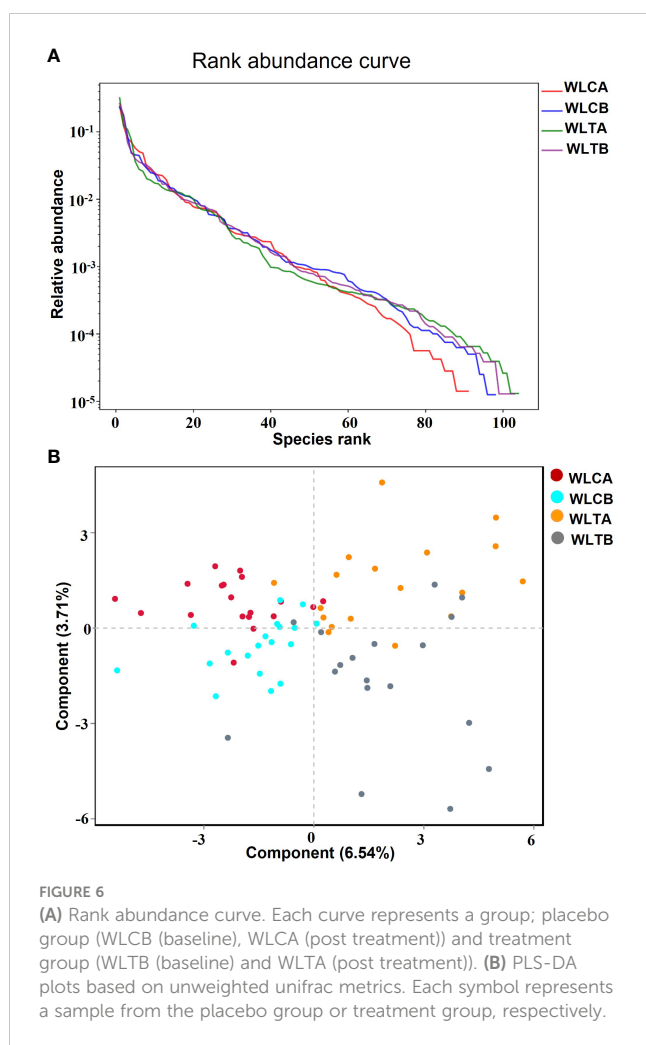 A
Rank abundance curve
WLCA
WLCB
WLTA
WLTB
Relative abundance
10-1
10-2
10-3
10-4
10-5
0 20 40 60 80 100
Species rank
B
WLCA
WLCB
WLTA
WLTB
Component (3.71%)
3
0
-3
-6
-3 0 3 6
Component (6.54%)
FIGURE 6
(A) Rank abundance curve. Each curve represents a group; placebo
group (WLCB (baseline), WLCA (post treatment)) and treatment
group (WLTB (baseline) and WLTA (post treatment)). (B) PLS-DA
plots based on unweighted unifrac metrics. Each symbol represents
a sample from the placebo group or treatment group, respectively.